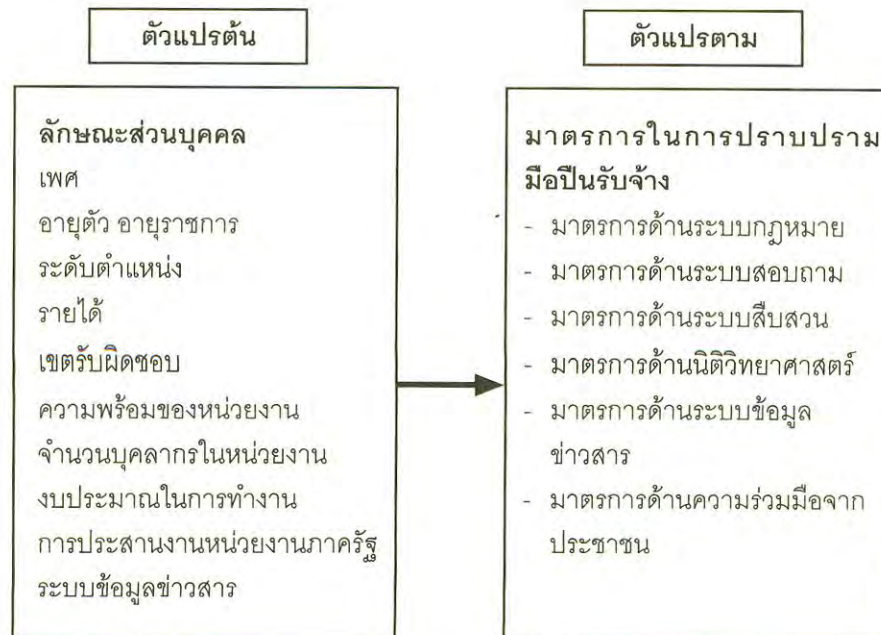 ตัวแปรต้น
ลักษณะส่วนบุคคล
เพศ
อายุตัว อายุราชการ
ระดับตำแหน่ง
รายได้
เขตรับผิดชอบ
ความพร้อมของหน่วยงาน
จำนวนบุคลากรในหน่วยงาน
งบประมาณในการทำงาน
การประสานงานหน่วยงานภาครัฐ
ระบบข้อมูลข่าวสาร
ตัวแปรตาม
มาตรการในการปราบปราม
มือปืนรับจ้าง
- มาตรการด้านระบบกฎหมาย
- มาตรการด้านระบบสอบถาม
- มาตรการด้านระบบสืบสวน
- มาตรการด้านนิติวิทยาศาสตร์
- มาตรการด้านระบบข้อมูล
ข่าวสาร
- มาตรการด้านความร่วมมือจาก
ประชาชน